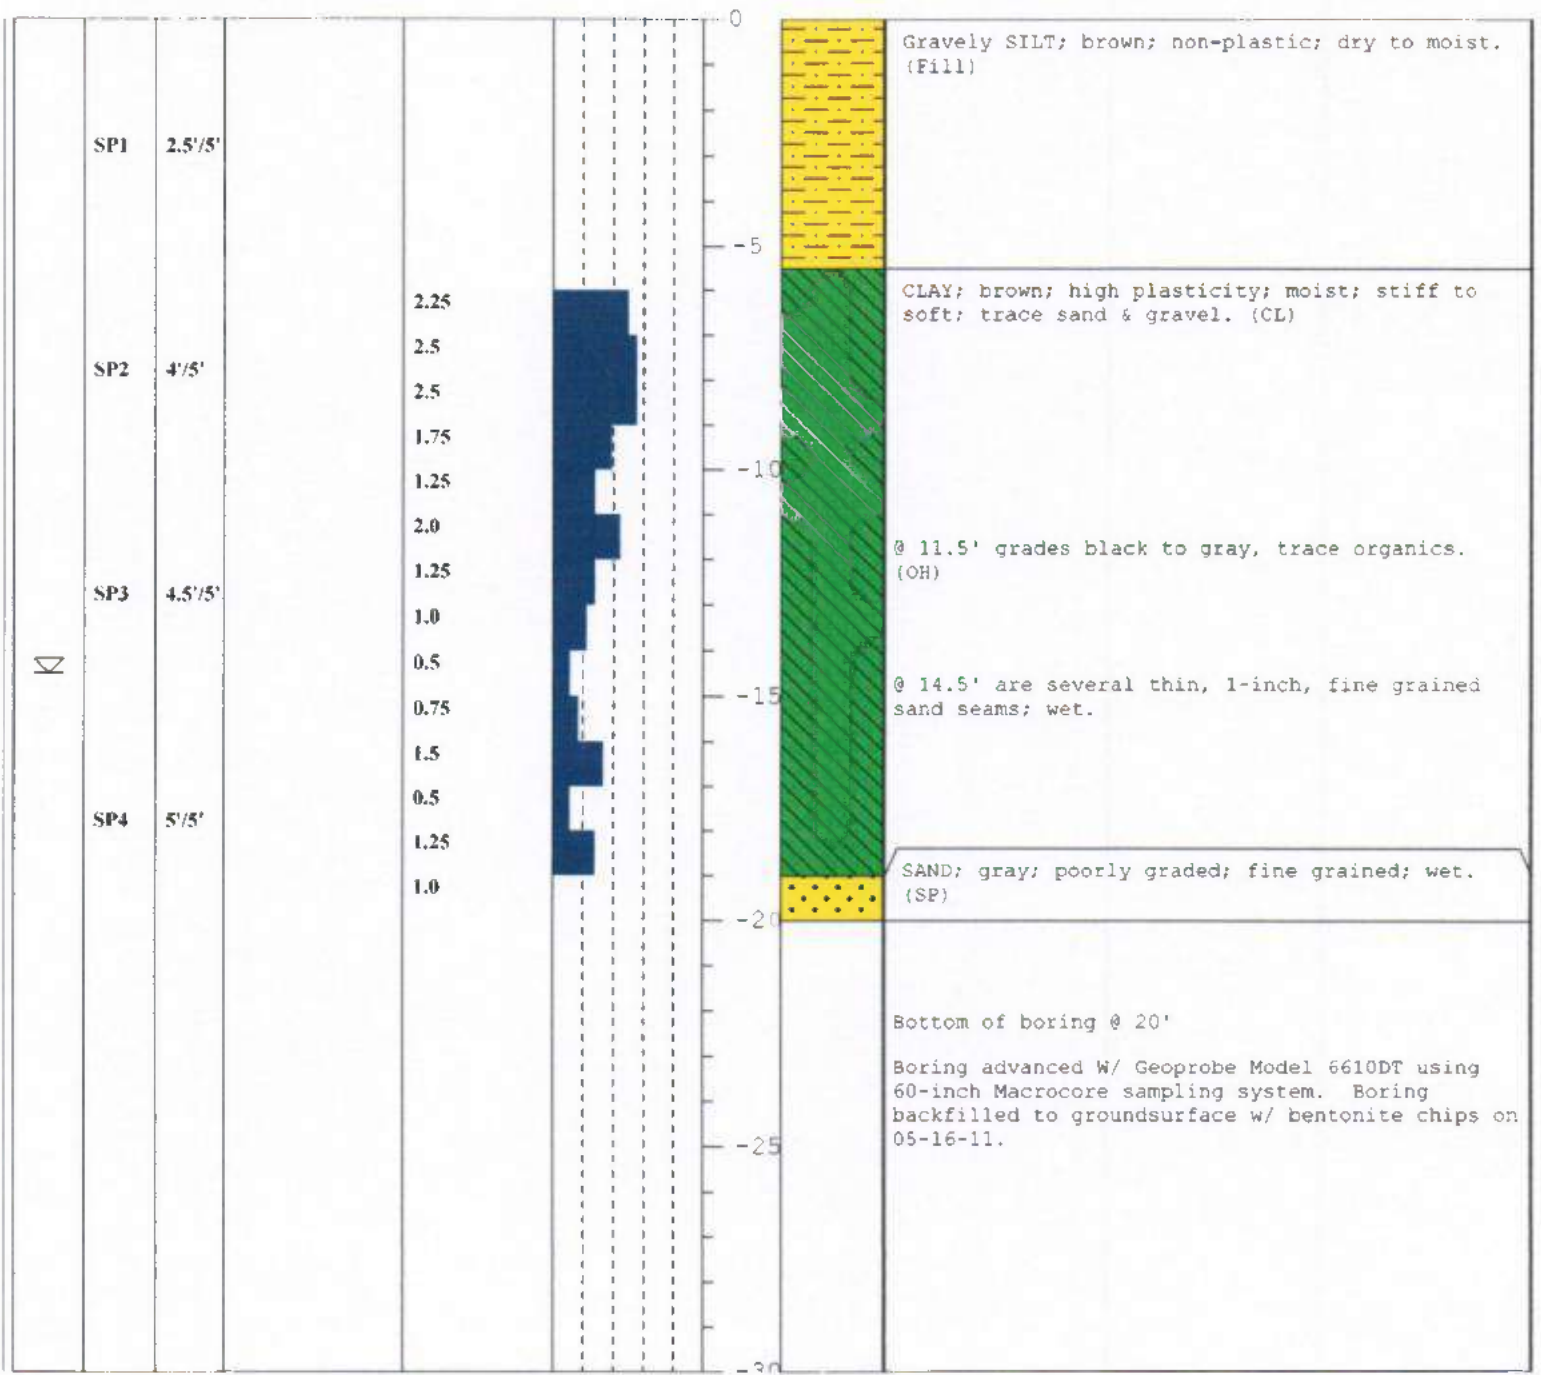 0
Gravely SILT; brown; non-plastic; dry to moist.
(Fill)
SP1 2.5'/5'
-5
2.25
CLAY; brown; high plasticity; moist; stiff to
soft; trace sand & gravel. (CL)
2.5
SP2 4'/5'
2.5
1.75
-10
1.25
2.0
@ 11.5' grades black to gray, trace organics.
(OH)
1.25
SP3 4.5'/5'
1.0
0.5
@ 14.5' are several thin, 1-inch, fine grained
sand seams; wet.
-15
0.75
1.5
0.5
SP4 5'/5'
1.25
SAND; gray; poorly graded; fine grained; wet.
(SP)
1.0
-20
Bottom of boring @ 20'
Boring advanced W/ Geoprobe Model 6610DT using
60-inch Macrocore sampling system. Boring
backfilled to groundsurface w/ bentonite chips on
05-16-11.
-25
-30